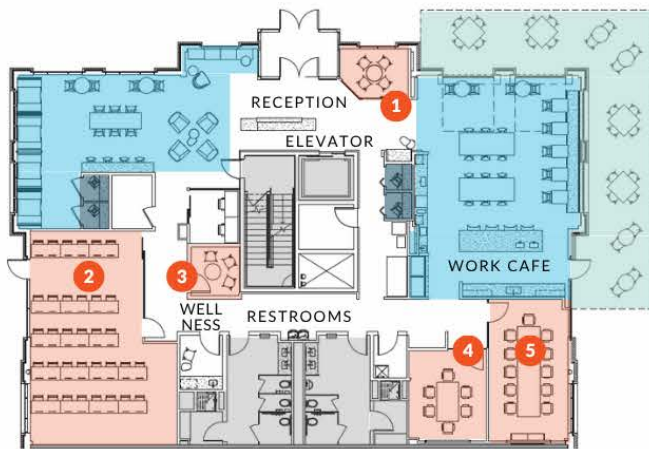 RECEPTION
1
ELEVATOR
2
3
WORK CAFE
WELL
NESS
RESTROOMS
4
5